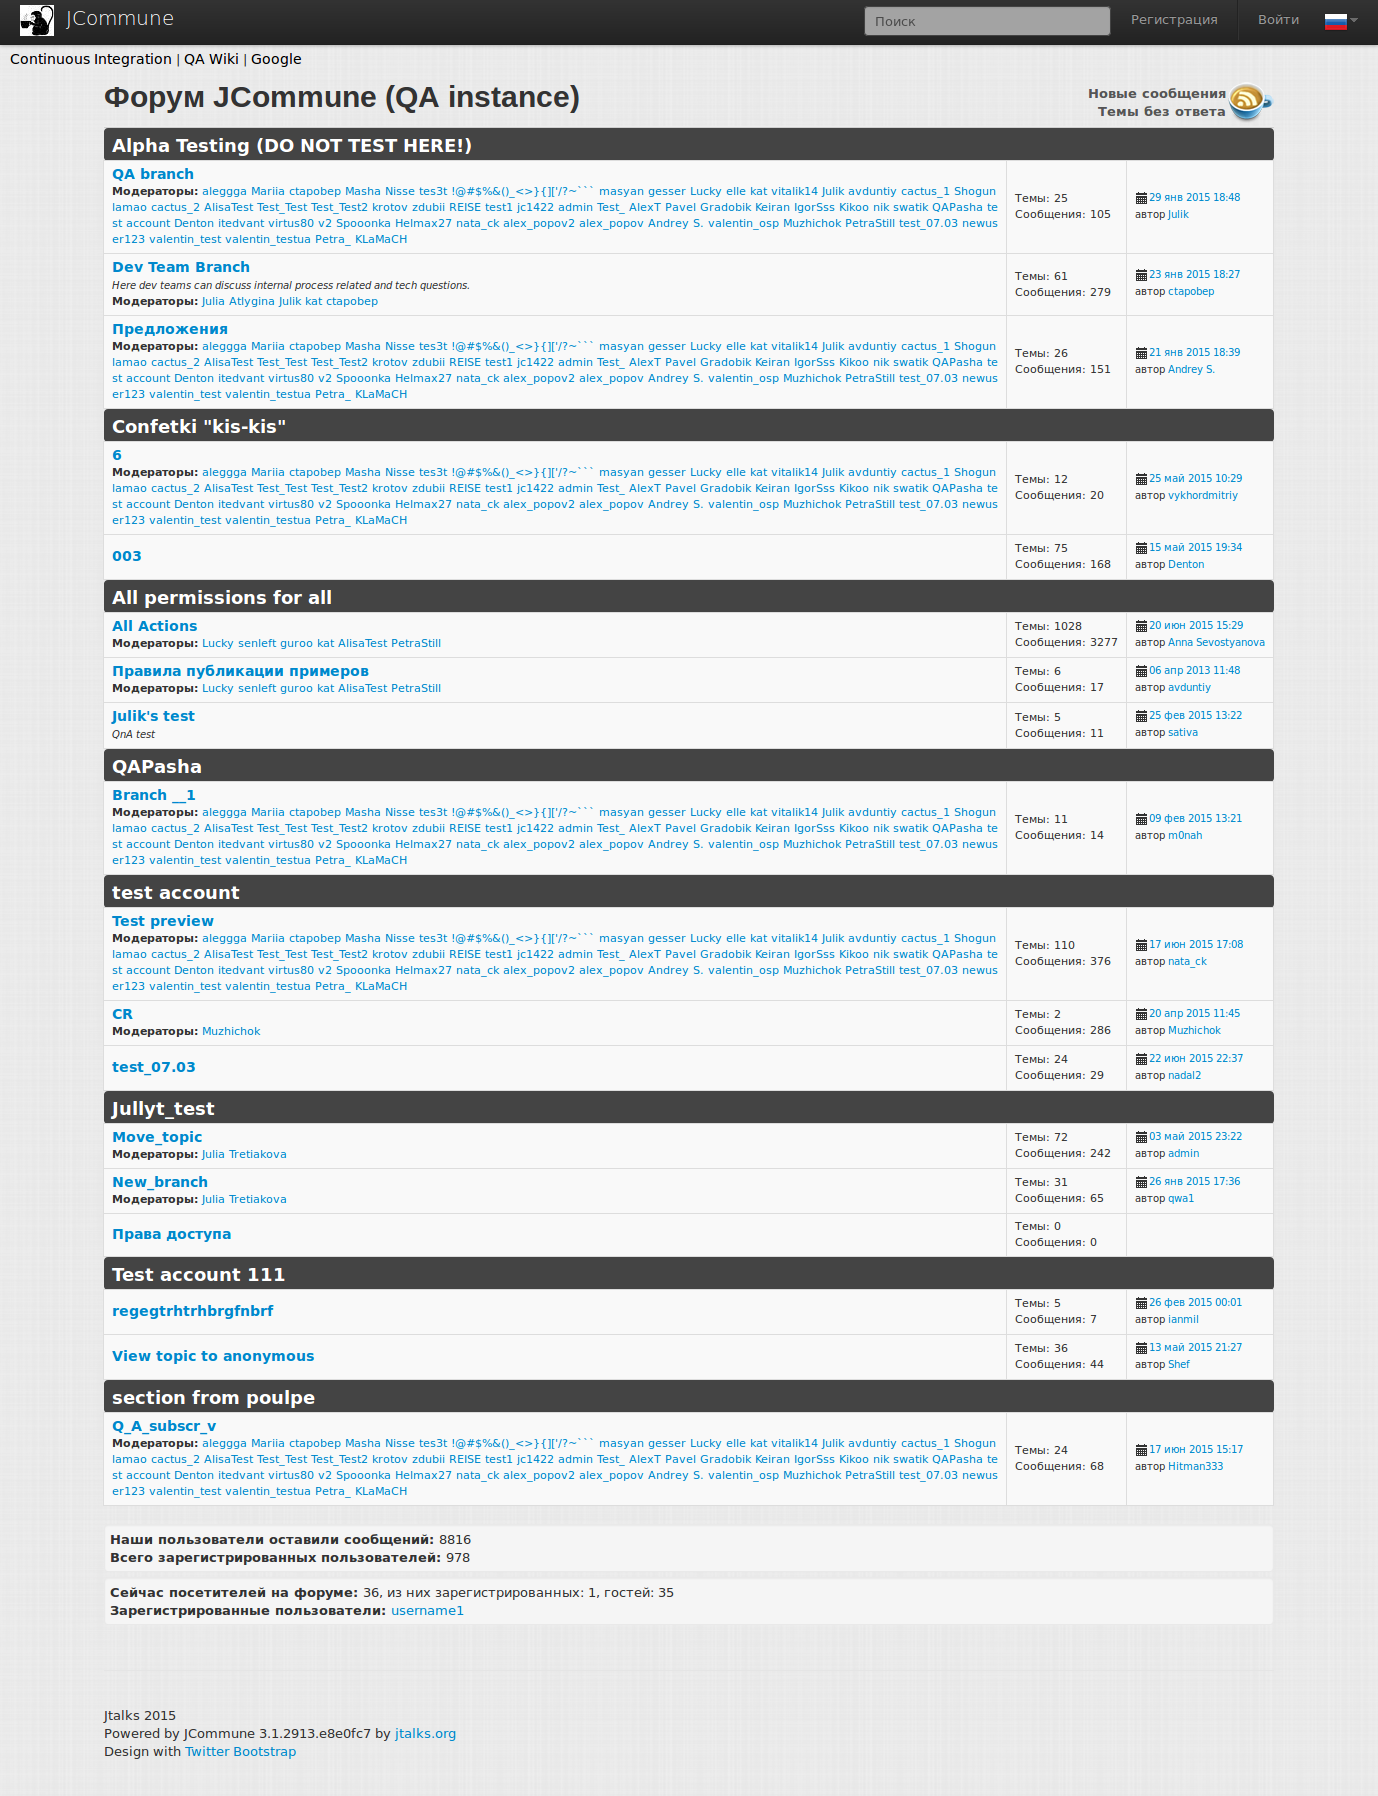 JCommune
Поиск
Регистрация
Войти
Continuous Integration | QA Wiki | Google
Форум JCommune (QA instance)
Новые сообщения
Темы без ответа
Alpha Testing (DO NOT TEST HERE!)
QA branch
Модераторы: aleggga Mariia старовер Masha Nisse tes3t !@#$%&()_<>}{]['/?~``` masyan gesser Lucky elle kat vitalik14 Julik avduntiy cactus_1 Shogun
lamao cactus_2 AlisaTest Test_Test Test_Test2 krotov zdubii REISE test1 jc1422 admin Test_ AlexT Pavel Gradobik Keiran IgorSss Kikoo nik swatik QAPasha te
st account Denton itedvant virtus80 v2 Spooonka Helmax27 nata_ck alex_popov2 alex_popov Andrey S. valentin_osp Muzhichok PetraStill test_07.03 newus
er123 valentin_test valentin_testua Petra_ KLaMaCH
Темы: 25
Сообщения: 105
29 янв 2015 18:48
автор Julik
Dev Team Branch
Here dev teams can discuss internal process related and tech questions.
Модераторы: Julia Atlygina Julik kat старовер
Темы: 61
Сообщения: 279
23 янв 2015 18:27
автор старовер
Предложения
Модераторы: aleggga Mariia старовер Masha Nisse tes3t !@#$%&()_<>}{]['/?~``` masyan gesser Lucky elle kat vitalik14 Julik avduntiy cactus_1 Shogun
lamao cactus_2 AlisaTest Test_Test Test_Test2 krotov zdubii REISE test1 jc1422 admin Test_ AlexT Pavel Gradobik Keiran IgorSss Kikoo nik swatik QAPasha te
st account Denton itedvant virtus80 v2 Spooonka Helmax27 nata_ck alex_popov2 alex_popov Andrey S. valentin_osp Muzhichok PetraStill test_07.03 newus
er123 valentin_test valentin_testua Petra_ KLaMaCH
Темы: 26
Сообщения: 151
21 янв 2015 18:39
автор Andrey S.
Confetki "kis-kis"
6
Модераторы: aleggga Mariia старовер Masha Nisse tes3t !@#$%&()_<>}{]['/?~``` masyan gesser Lucky elle kat vitalik14 Julik avduntiy cactus_1 Shogun
lamao cactus_2 AlisaTest Test_Test Test_Test2 krotov zdubii REISE test1 jc1422 admin Test_ AlexT Pavel Gradobik Keiran IgorSss Kikoo nik swatik QAPasha te
st account Denton itedvant virtus80 v2 Spooonka Helmax27 nata_ck alex_popov2 alex_popov Andrey S. valentin_osp Muzhichok PetraStill test_07.03 newus
er123 valentin_test valentin_testua Petra_ KLaMaCH
Темы: 12
Сообщения: 20
25 май 2015 10:29
автор vykhordmitriy
003
Темы: 75
Сообщения: 168
15 май 2015 19:34
автор Denton
All permissions for all
All Actions
Модераторы: Lucky senleft guroo kat AlisaTest PetraStill
Темы: 1028
Сообщения: 3277
20 июн 2015 15:29
автор Anna Sevostyanova
Правила публикации примеров
Модераторы: Lucky senleft guroo kat AlisaTest PetraStill
Темы: 6
Сообщения: 17
06 апр 2013 11:48
автор avduntiy
Julik's test
QnA test
Темы: 5
Сообщения: 11
25 фев 2015 13:22
автор sativa
QAPasha
Branch __1
Модераторы: aleggga Mariia старовер Masha Nisse tes3t !@#$%&()_<>}{]['/?~``` masyan gesser Lucky elle kat vitalik14 Julik avduntiy cactus_1 Shogun
lamao cactus_2 AlisaTest Test_Test Test_Test2 krotov zdubii REISE test1 jc1422 admin Test_ AlexT Pavel Gradobik Keiran IgorSss Kikoo nik swatik QAPasha te
st account Denton itedvant virtus80 v2 Spooonka Helmax27 nata_ck alex_popov2 alex_popov Andrey S. valentin_osp Muzhichok PetraStill test_07.03 newus
er123 valentin_test valentin_testua Petra_ KLaMaCH
Темы: 11
Сообщения: 14
09 фев 2015 13:21
автор m0nah
test account
Test preview
Модераторы: aleggga Mariia старовер Masha Nisse tes3t !@#$%&()_<>}{]['/?~``` masyan gesser Lucky elle kat vitalik14 Julik avduntiy cactus_1 Shogun
lamao cactus_2 AlisaTest Test_Test Test_Test2 krotov zdubii REISE test1 jc1422 admin Test_ AlexT Pavel Gradobik Keiran IgorSss Kikoo nik swatik QAPasha te
st account Denton itedvant virtus80 v2 Spooonka Helmax27 nata_ck alex_popov2 alex_popov Andrey S. valentin_osp Muzhichok PetraStill test_07.03 newus
er123 valentin_test valentin_testua Petra_ KLaMaCH
Темы: 110
Сообщения: 376
17 июн 2015 17:08
автор nata_ck
CR
Модераторы: Muzhichok
Темы: 2
Сообщения: 286
20 апр 2015 11:45
автор Muzhichok
test_07.03
Темы: 24
Сообщения: 29
22 июн 2015 22:37
автор nadal2
Jullyt_test
Move_topic
Модераторы: Julia Tretiakova
Темы: 72
Сообщения: 242
03 май 2015 23:22
автор admin
New_branch
Модераторы: Julia Tretiakova
Темы: 31
Сообщения: 65
26 янв 2015 17:36
автор qwa1
Права доступа
Темы: 0
Сообщения: 0
Test account 111
regegtrhtrhbrgfnbrf
Темы: 5
Сообщения: 7
26 фев 2015 00:01
автор ianmil
View topic to anonymous
Темы: 36
Сообщения: 44
13 май 2015 21:27
автор Shef
section from poulpe
Q_A_subscr_v
Модераторы: aleggga Mariia старовер Masha Nisse tes3t !@#$%&()_<>}{]['/?~``` masyan gesser Lucky elle kat vitalik14 Julik avduntiy cactus_1 Shogun
lamao cactus_2 AlisaTest Test_Test Test_Test2 krotov zdubii REISE test1 jc1422 admin Test_ AlexT Pavel Gradobik Keiran IgorSss Kikoo nik swatik QAPasha te
st account Denton itedvant virtus80 v2 Spooonka Helmax27 nata_ck alex_popov2 alex_popov Andrey S. valentin_osp Muzhichok PetraStill test_07.03 newus
er123 valentin_test valentin_testua Petra_ KLaMaCH
Темы: 24
Сообщения: 68
17 июн 2015 15:17
автор Hitman333
Наши пользователи оставили сообщений: 8816
Всего зарегистрированных пользователей: 978
Сейчас посетителей на форуме: 36, из них зарегистрированных: 1, гостей: 35
Зарегистрированные пользователи: username1
Jtalks 2015
Powered by JCommune 3.1.2913.e8e0fc7 by jtalks.org
Design with Twitter Bootstrap